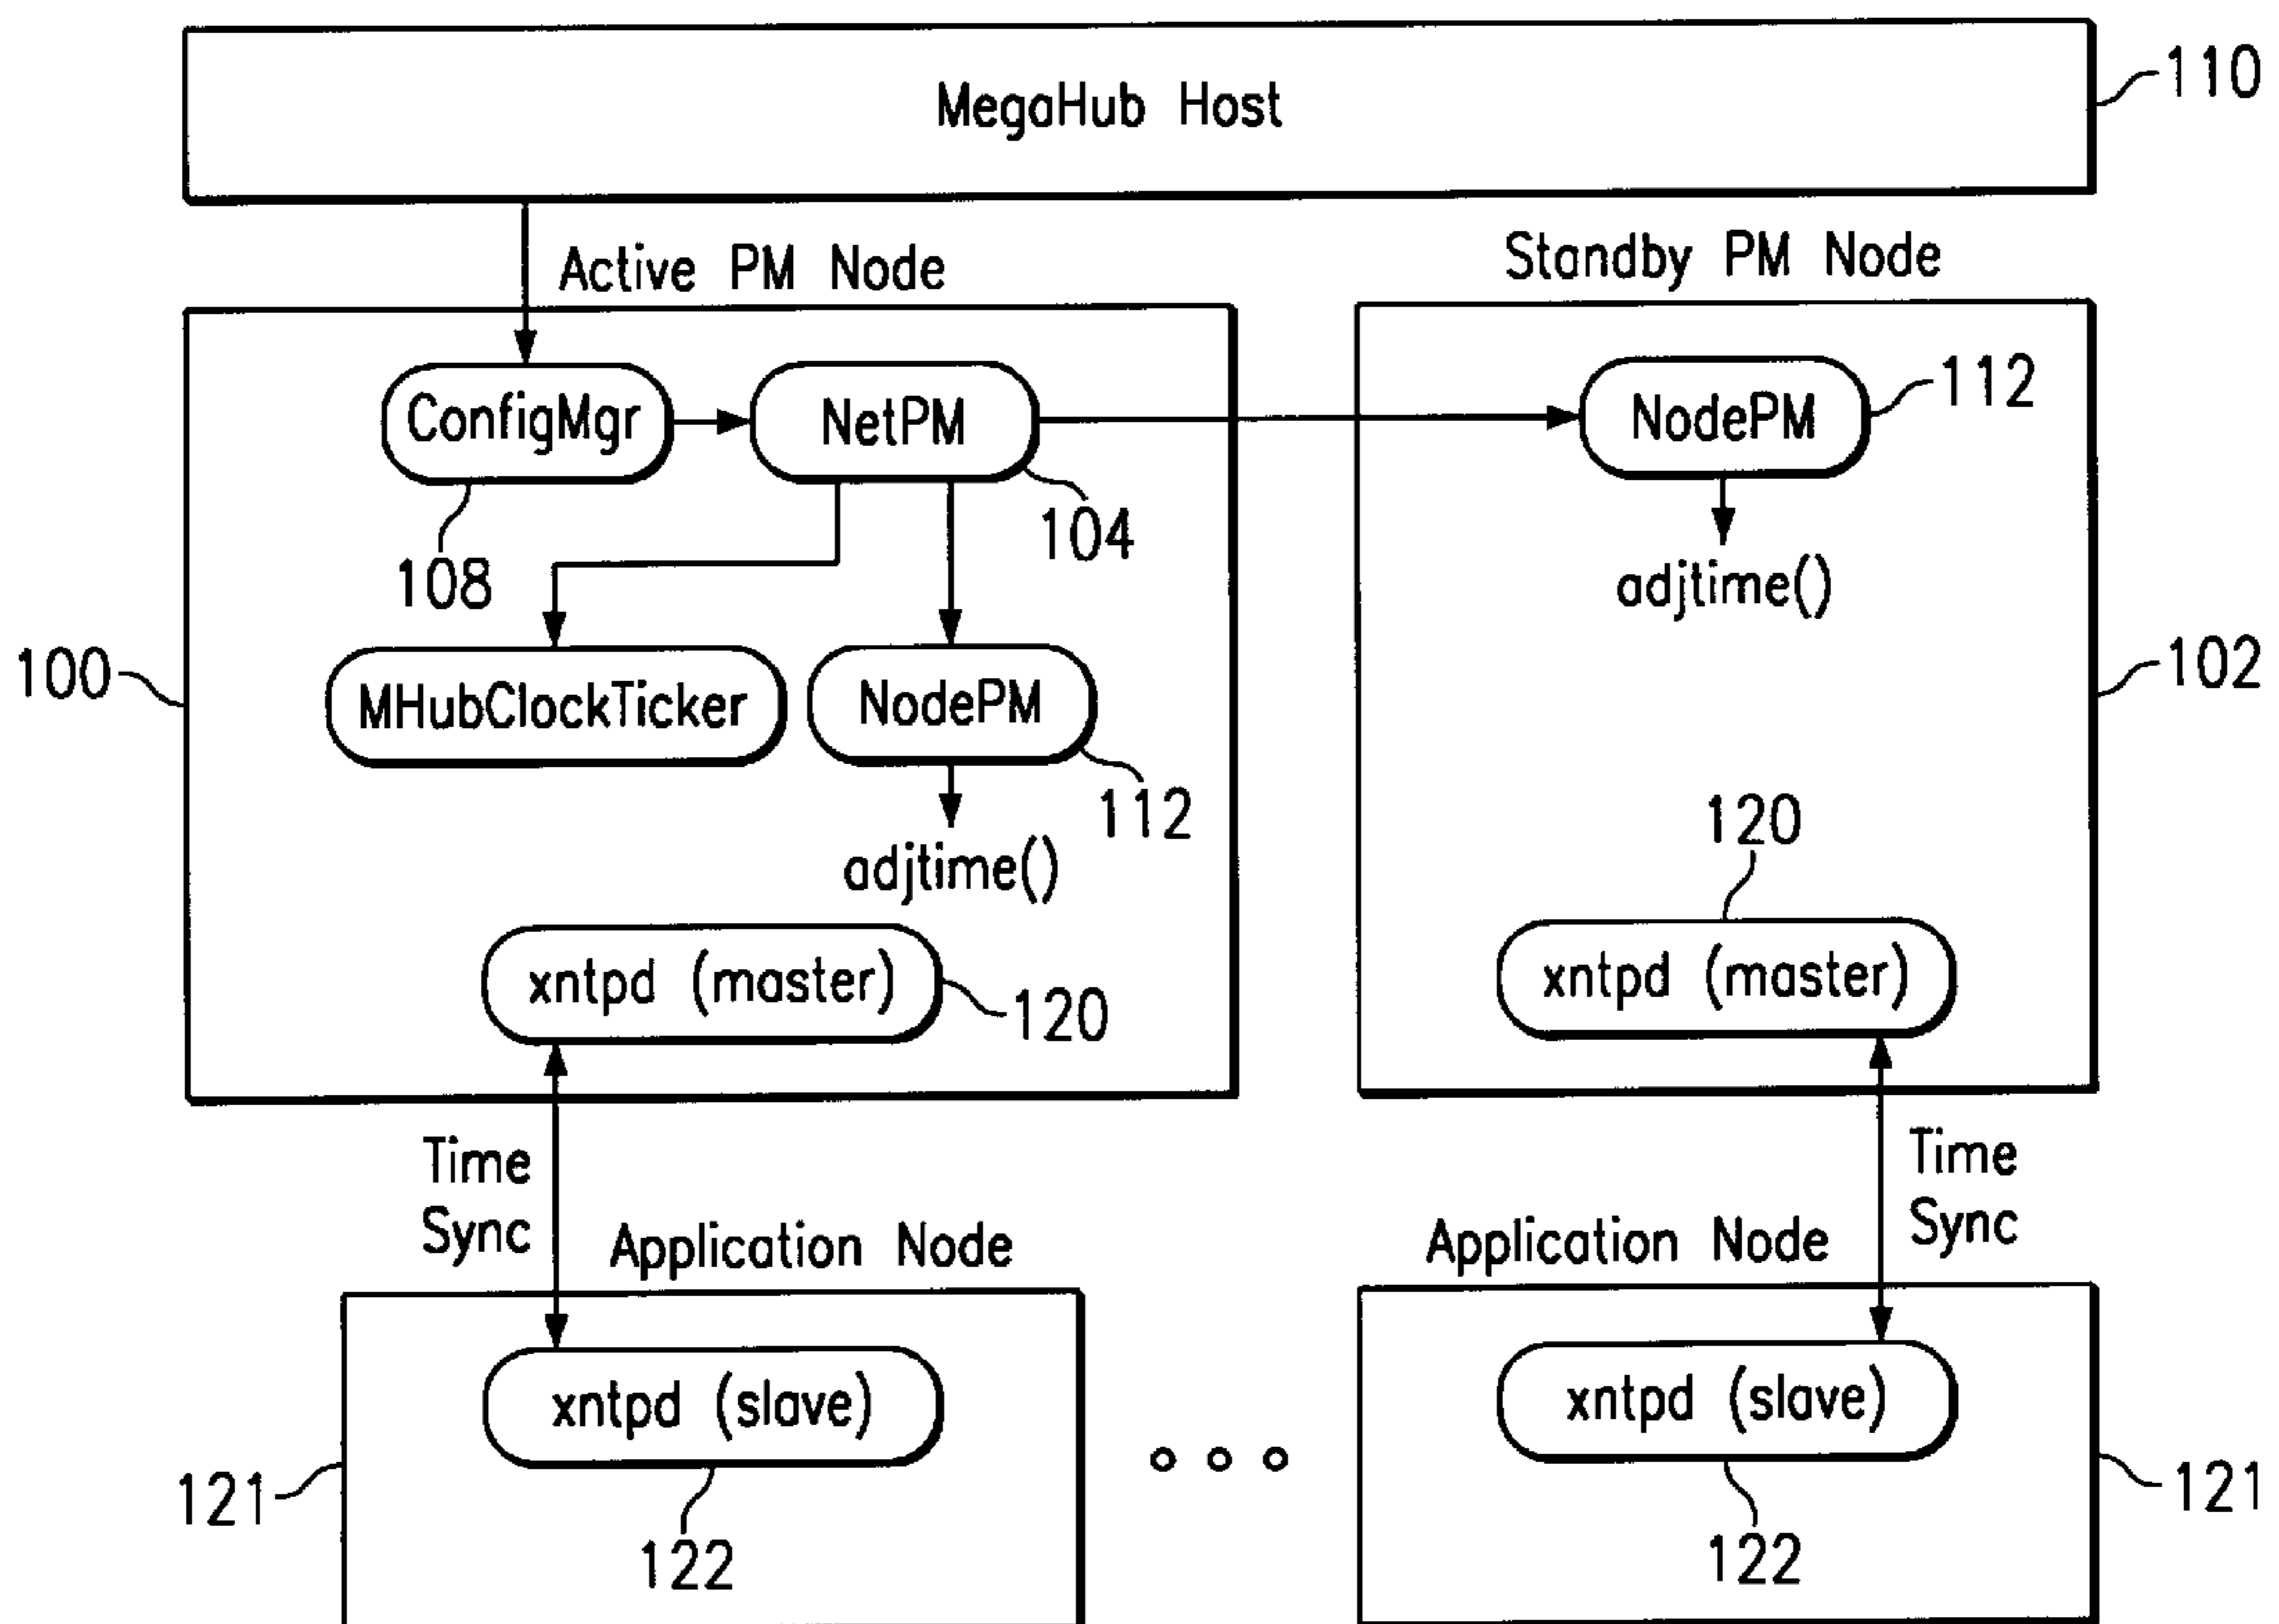 MegaHub Host
110
Active PM Node
Standby PM Node
ConfigMgr
NetPM
NodePM
112
108
104
adjtime()
100
MHubClockTicker
NodePM
102
112
adjtime()
120
xntpd (master)
120
xntpd (master)
Time
Sync
Time
Sync
Application Node
Application Node
xntpd (slave)
xntpd (slave)
121
122
122
121